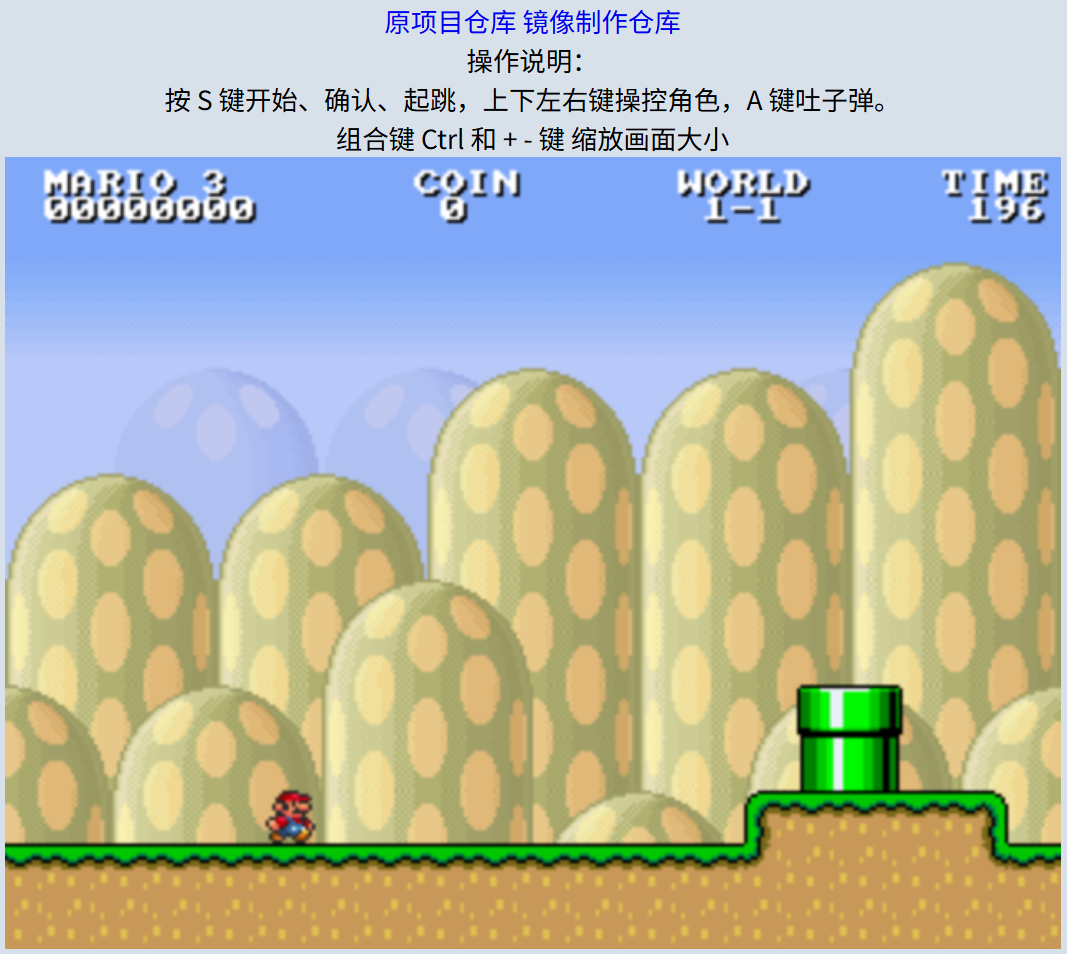 原项目仓库 镜像制作仓库
操作说明：
按 S 键开始、确认、起跳，上下左右键操控角色，A 键吐子弹。
组合键 Ctrl 和 + - 键 缩放画面大小
MARIO 3 COIN WORLD TIME
00000000 0 1-1 196